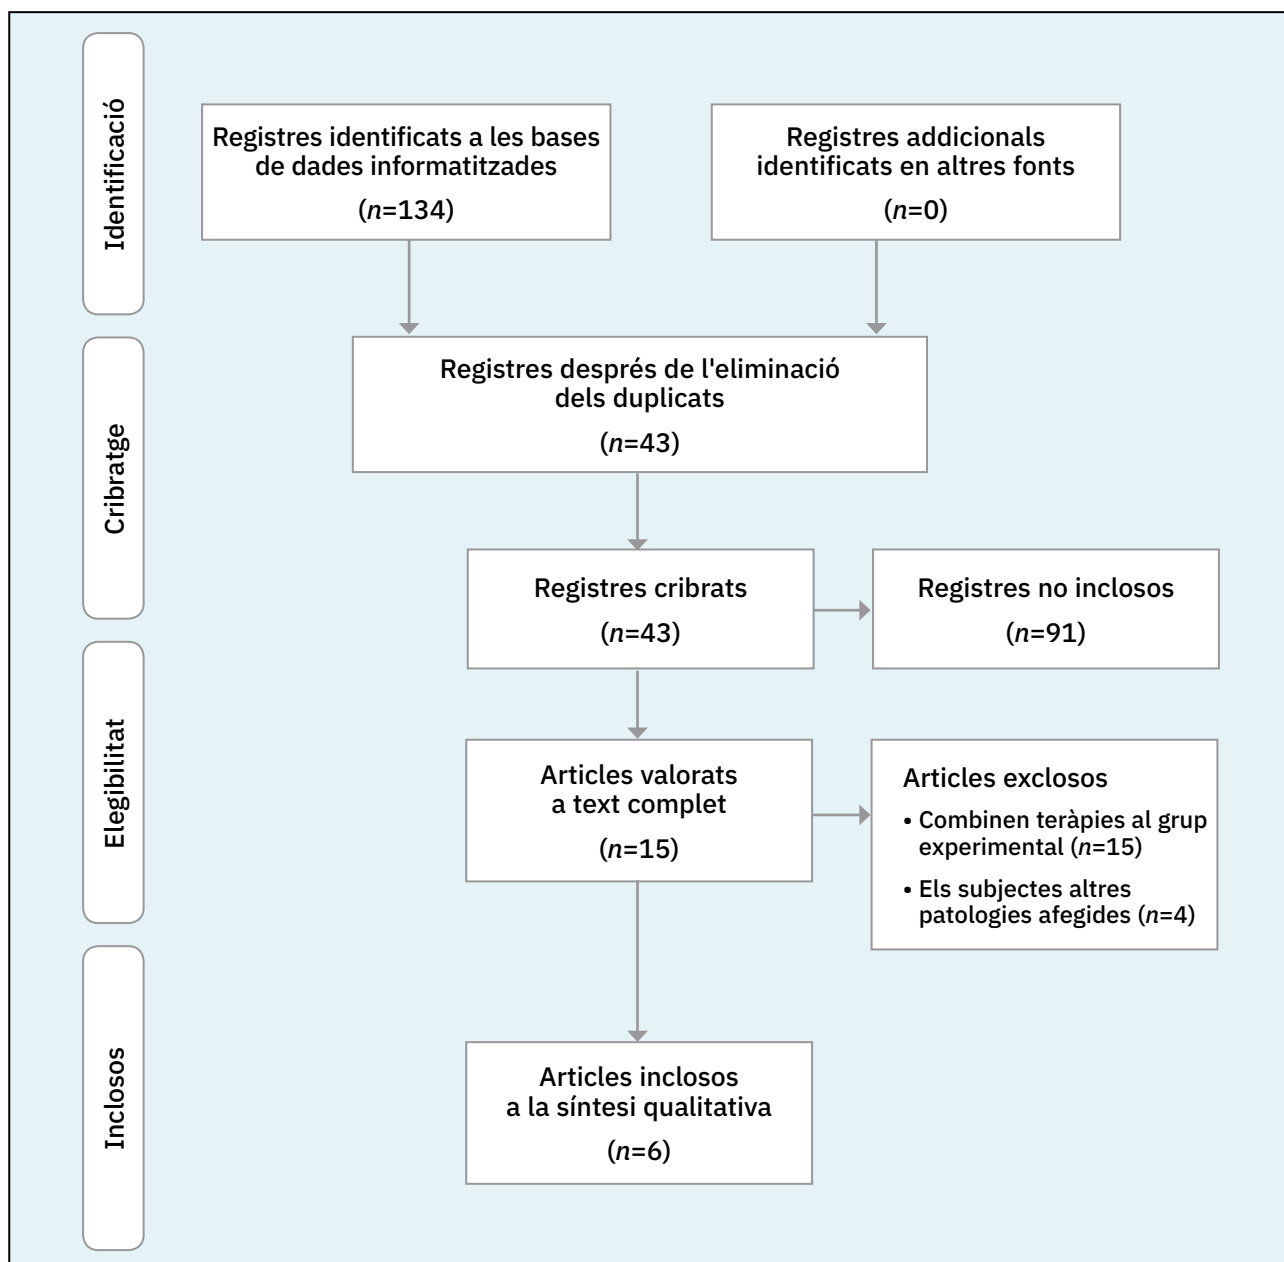 Identificació
Registres identificats a les bases
de dades informatitzades
(n=134)
Registres addicionals
identificats en altres fonts
(n=0)
Cribratge
Registres després de l'eliminació
dels duplicats
(n=43)
Registres cribrats
(n=43)
Registres no inclosos
(n=91)
Elegibilitat
Articles valorats
a text complet
(n=15)
Articles exclosos
• Combinen teràpies al grup
experimental (n=15)
• Els subjectes altres
patologies afegides (n=4)
Inclosos
Articles inclosos
a la síntesi qualitativa
(n=6)